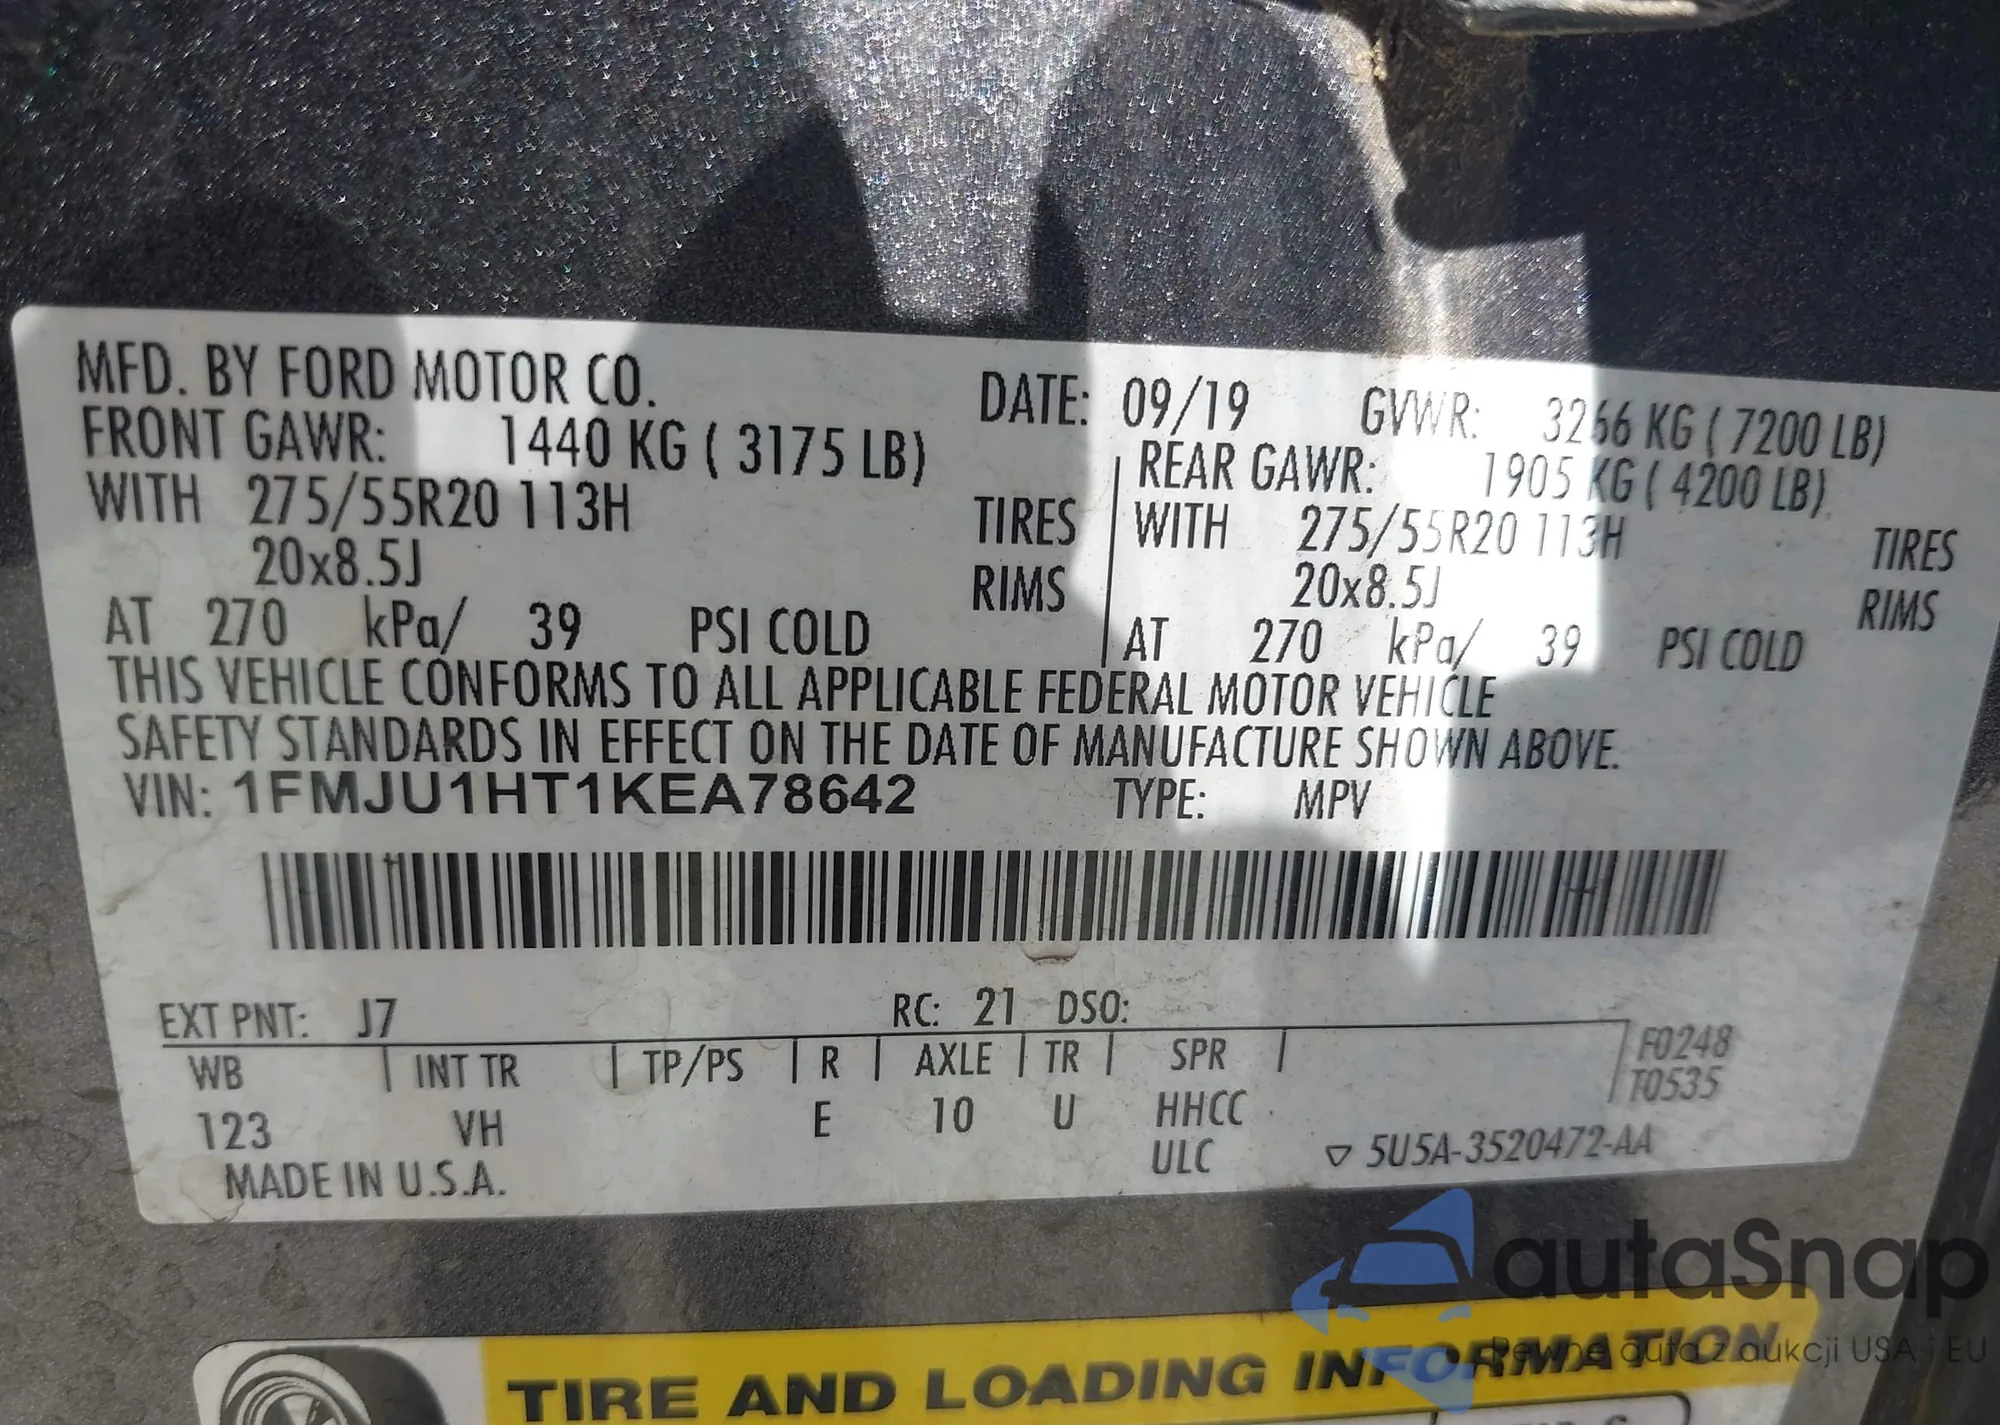 MFD. BY FORD MOTOR CO.
DATE: 09/19 GVWR: 3266 KG ( 7200 LB)
FRONT GAWR: 1440 KG ( 3175 LB)
REAR GAWR: 1905 KG ( 4200 LB)
WITH 275/55R20 113H TIRES
WITH 275/55R20 113H TIRES
20x8.5J RIMS
20x8.5J RIMS
AT 270 kPa/ 39 PSI COLD
AT 270 kPa/ 39 PSI COLD
THIS VEHICLE CONFORMS TO ALL APPLICABLE FEDERAL MOTOR VEHICLE
SAFETY STANDARDS IN EFFECT ON THE DATE OF MANUFACTURE SHOWN ABOVE.
VIN: 1FMJU1HT1KEA78642 TYPE: MPV
EXT PNT: J7 RC: 21 DSO:
WB INT TR TP/PS R AXLE TR SPR F0248
T0535
123 VH E 10 U HHCC
ULC ▽ 5U5A-3520472-AA
MADE IN U.S.A.
autaSnap
Pewne auta z aukcji USA i EU
TIRE AND LOADING INFORMATION